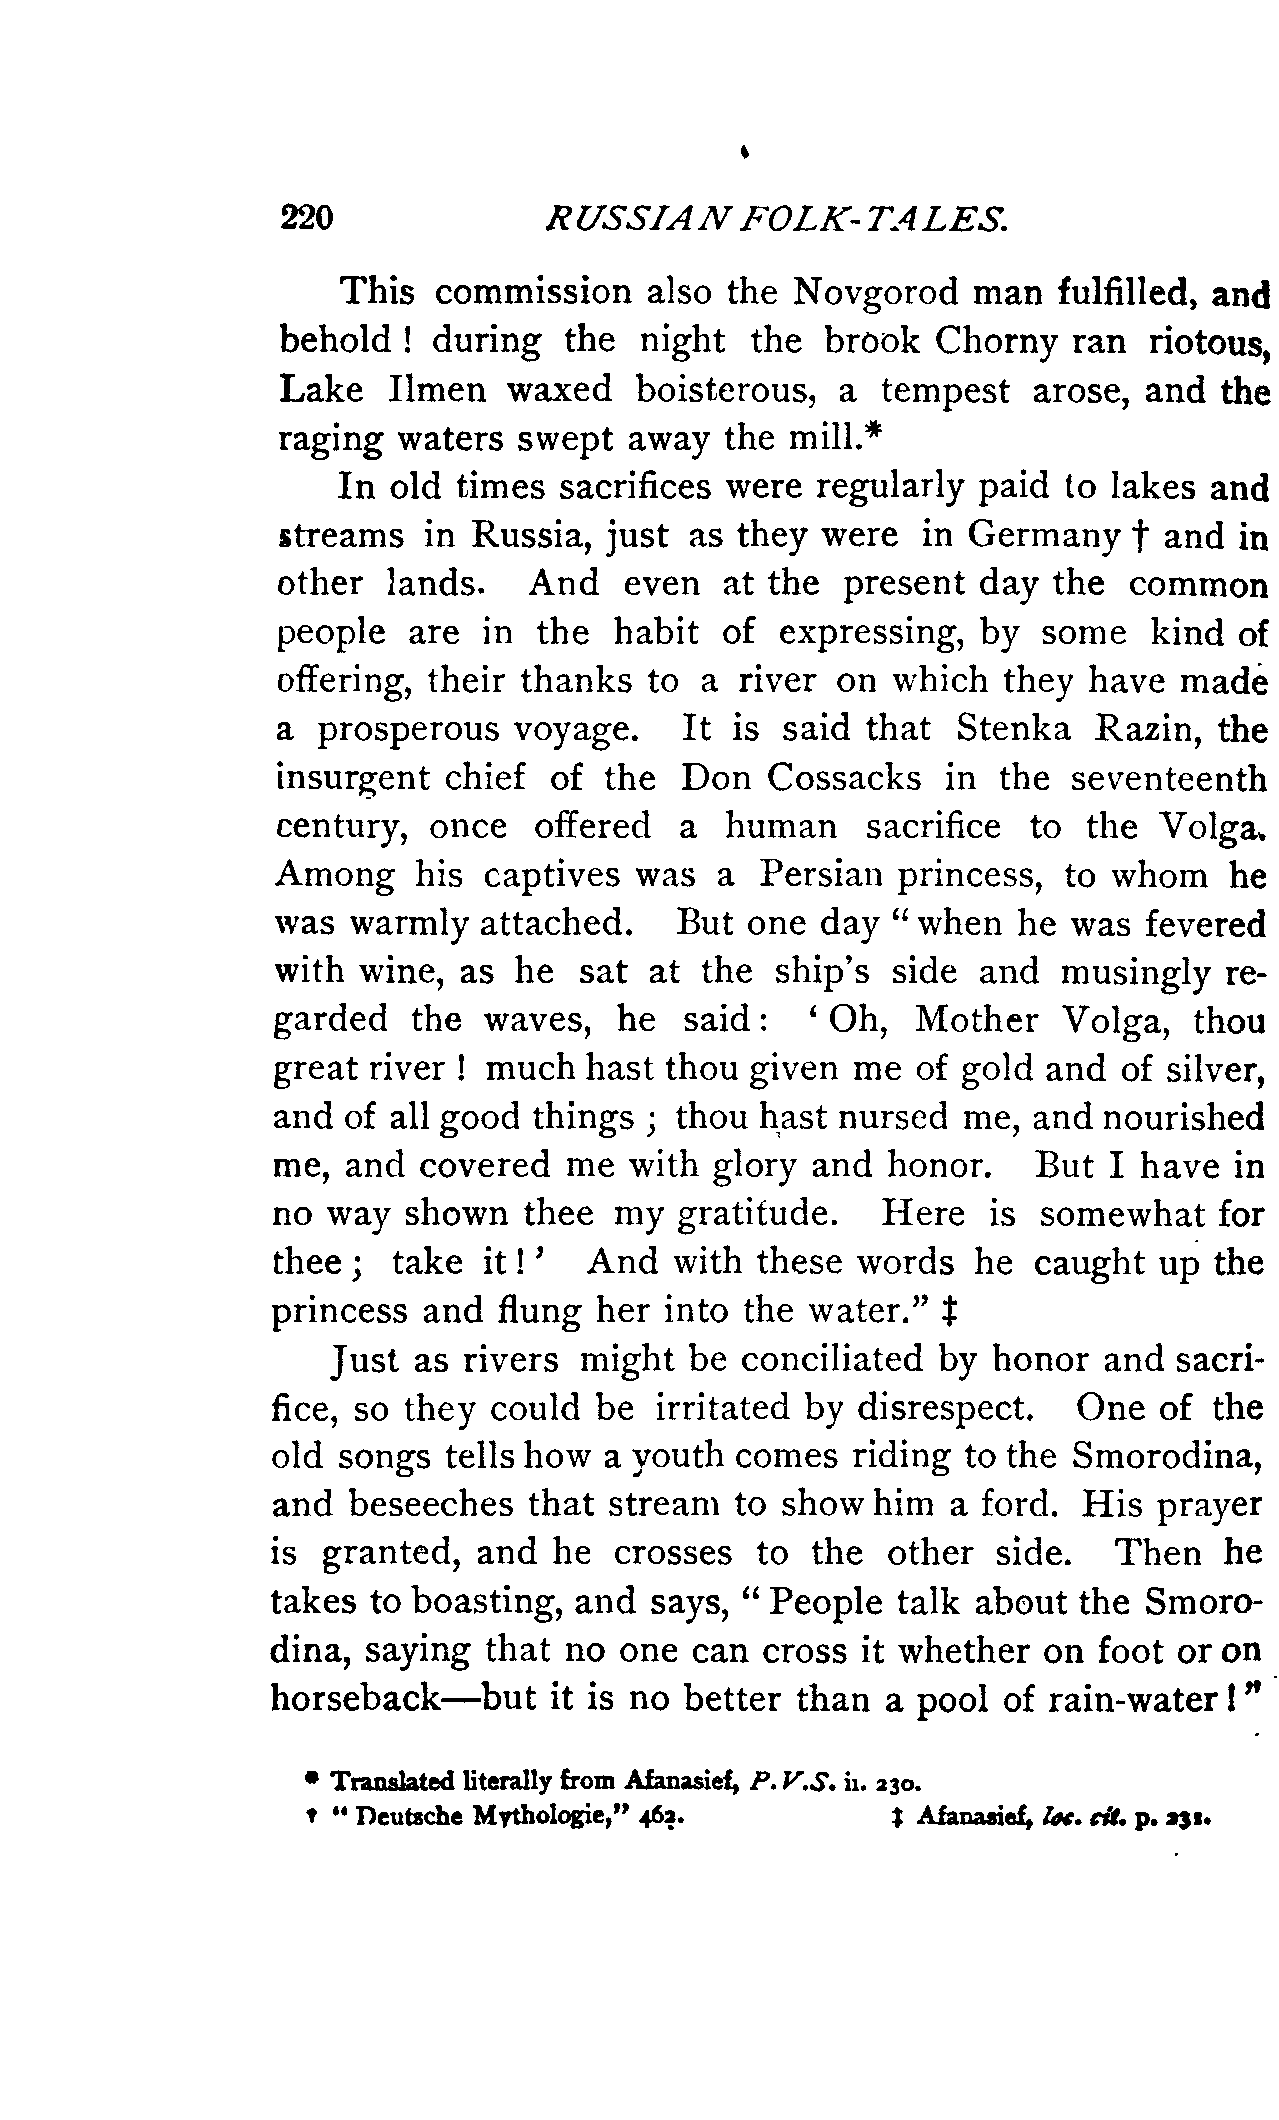 220 RUSSIAN FOLK-TALES.
This commission also the Novgorod man fulfilled, and
behold ! during the night the brook Chorny ran riotous,
Lake Ilmen waxed boisterous, a tempest arose, and the
raging waters swept away the mill.*
In old times sacrifices were regularly paid to lakes and
streams in Russia, just as they were in Germany † and in
other lands. And even at the present day the common
people are in the habit of expressing, by some kind of
offering, their thanks to a river on which they have made
a prosperous voyage. It is said that Stenka Razin, the
insurgent chief of the Don Cossacks in the seventeenth
century, once offered a human sacrifice to the Volga.
Among his captives was a Persian princess, to whom he
was warmly attached. But one day “ when he was fevered
with wine, as he sat at the ship’s side and musingly re-
garded the waves, he said : ‘ Oh, Mother Volga, thou
great river ! much hast thou given me of gold and of silver,
and of all good things ; thou hast nursed me, and nourished
me, and covered me with glory and honor. But I have in
no way shown thee my gratitude. Here is somewhat for
thee ; take it ! ’ And with these words he caught up the
princess and flung her into the water.” ‡
Just as rivers might be conciliated by honor and sacri-
fice, so they could be irritated by disrespect. One of the
old songs tells how a youth comes riding to the Smorodina,
and beseeches that stream to show him a ford. His prayer
is granted, and he crosses to the other side. Then he
takes to boasting, and says, “ People talk about the Smoro-
dina, saying that no one can cross it whether on foot or on
horseback—but it is no better than a pool of rain-water ! ”
* Translated literally from Afanasief, P. V.S. ii. 230.
† “ Deutsche Mythologie,” 462. ‡ Afanasief, loc. cit. p. 231.